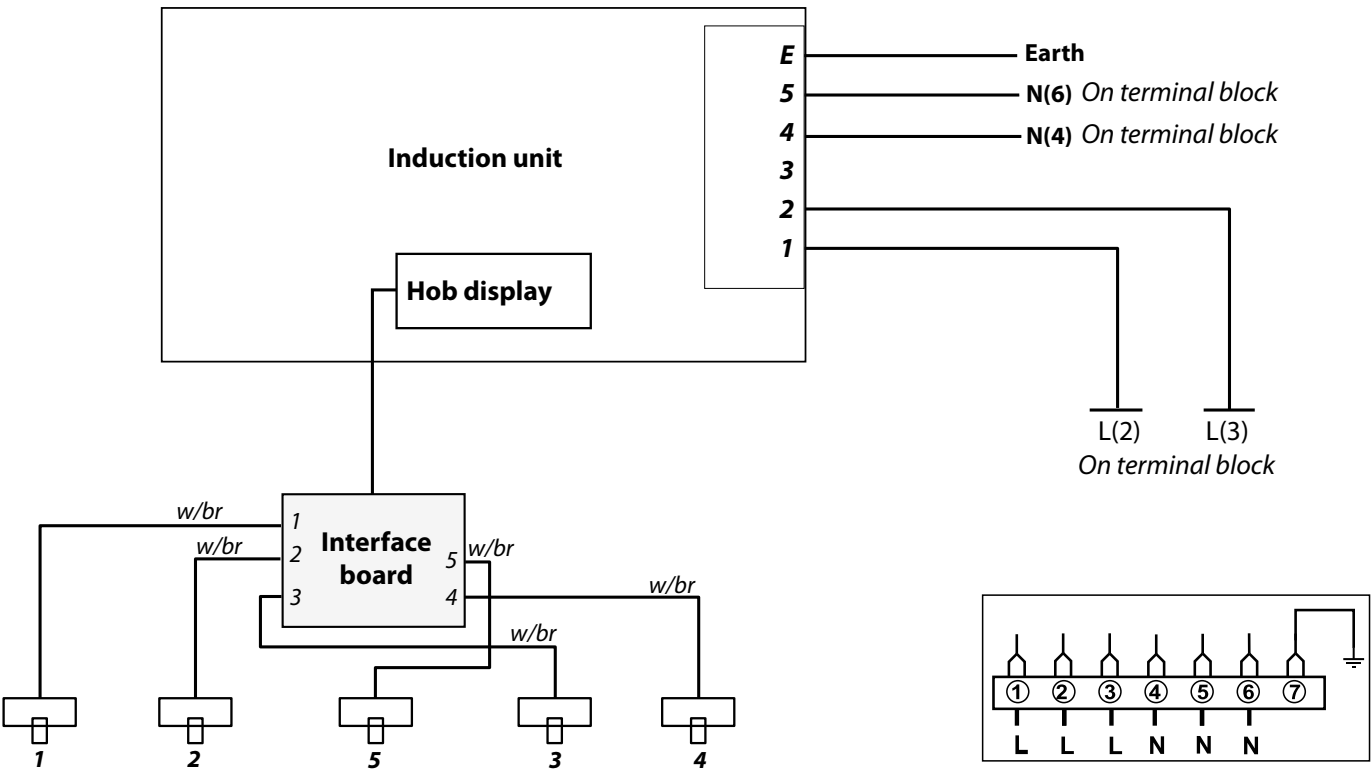 E
Earth
5
N(6) On terminal block
4
N(4) On terminal block
Induction unit
3
2
1
Hob display
L(2)
L(3)
On terminal block
w/br
1
w/br
2
Interface
board
5
w/br
3
4
w/br
w/br
1
2
5
3
4
1
2
3
4
5
6
7
L
L
L
N
N
N